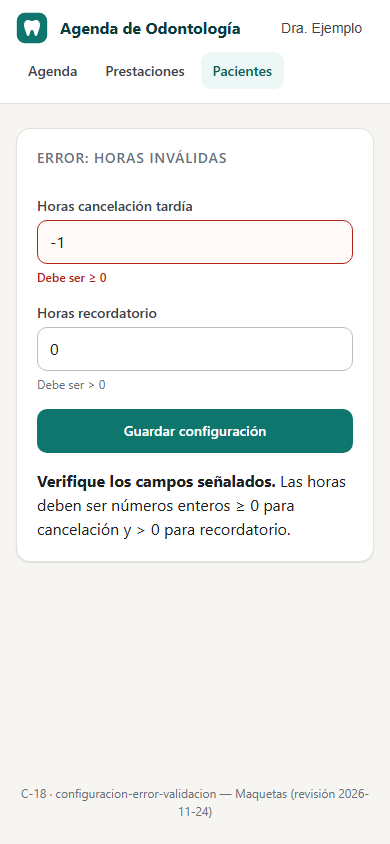 Agenda de Odontología
Dra. Ejemplo
Agenda
Prestaciones
Pacientes
ERROR: HORAS INVÁLIDAS
Horas cancelación tardía
-1
Debe ser ≥ 0
Horas recordatorio
0
Debe ser > 0
Guardar configuración
Verifique los campos señalados. Las horas
deben ser números enteros ≥ 0 para
cancelación y > 0 para recordatorio.
C-18 · configuracion-error-validacion — Maquetas (revisión 2026-
11-24)